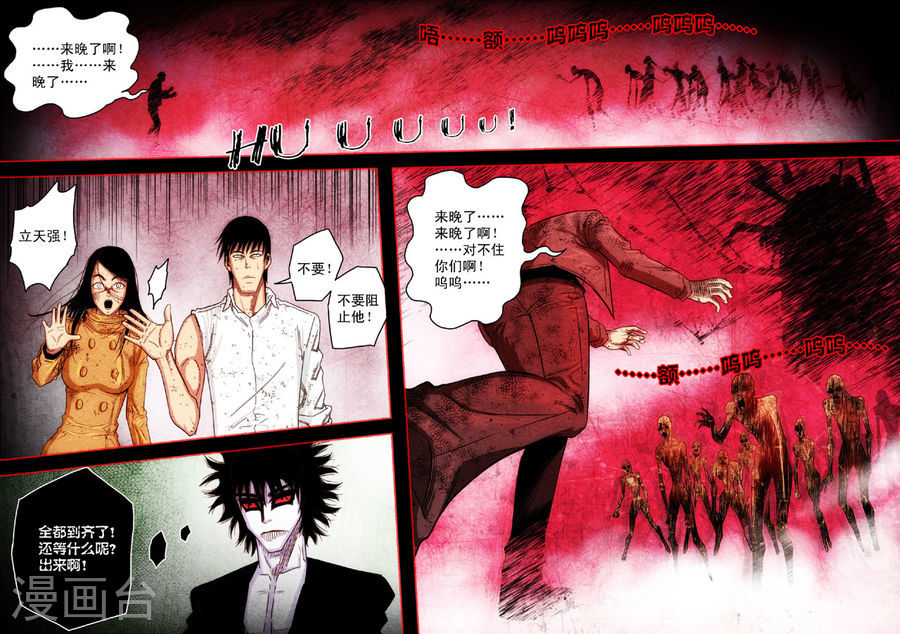 ……来晚了啊！
……我……来
晚了……
唔……额……呜呜呜……呜呜呜……
HU U U U U U!
立天强！
不要！
不要阻
止他！
来晚了……
来晚了啊！
……对不住
你们啊！
呜呜……
……额……呜呜……呜呜……
全都到齐了！
还等什么呢？
出来啊！
漫画台